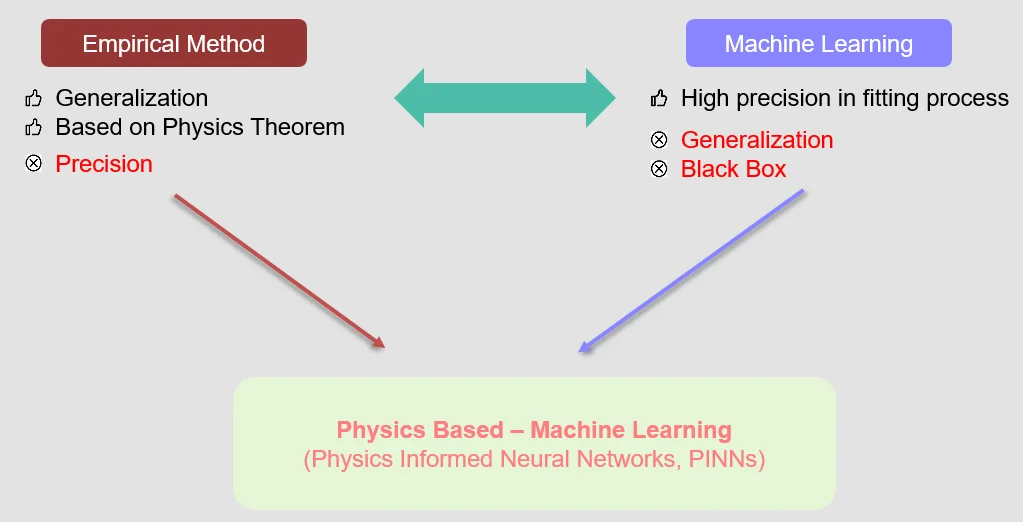 Empirical Method
Generalization
Based on Physics Theorem
Precision
Machine Learning
High precision in fitting process
Generalization
Black Box
Physics Based – Machine Learning
(Physics Informed Neural Networks, PINNs)